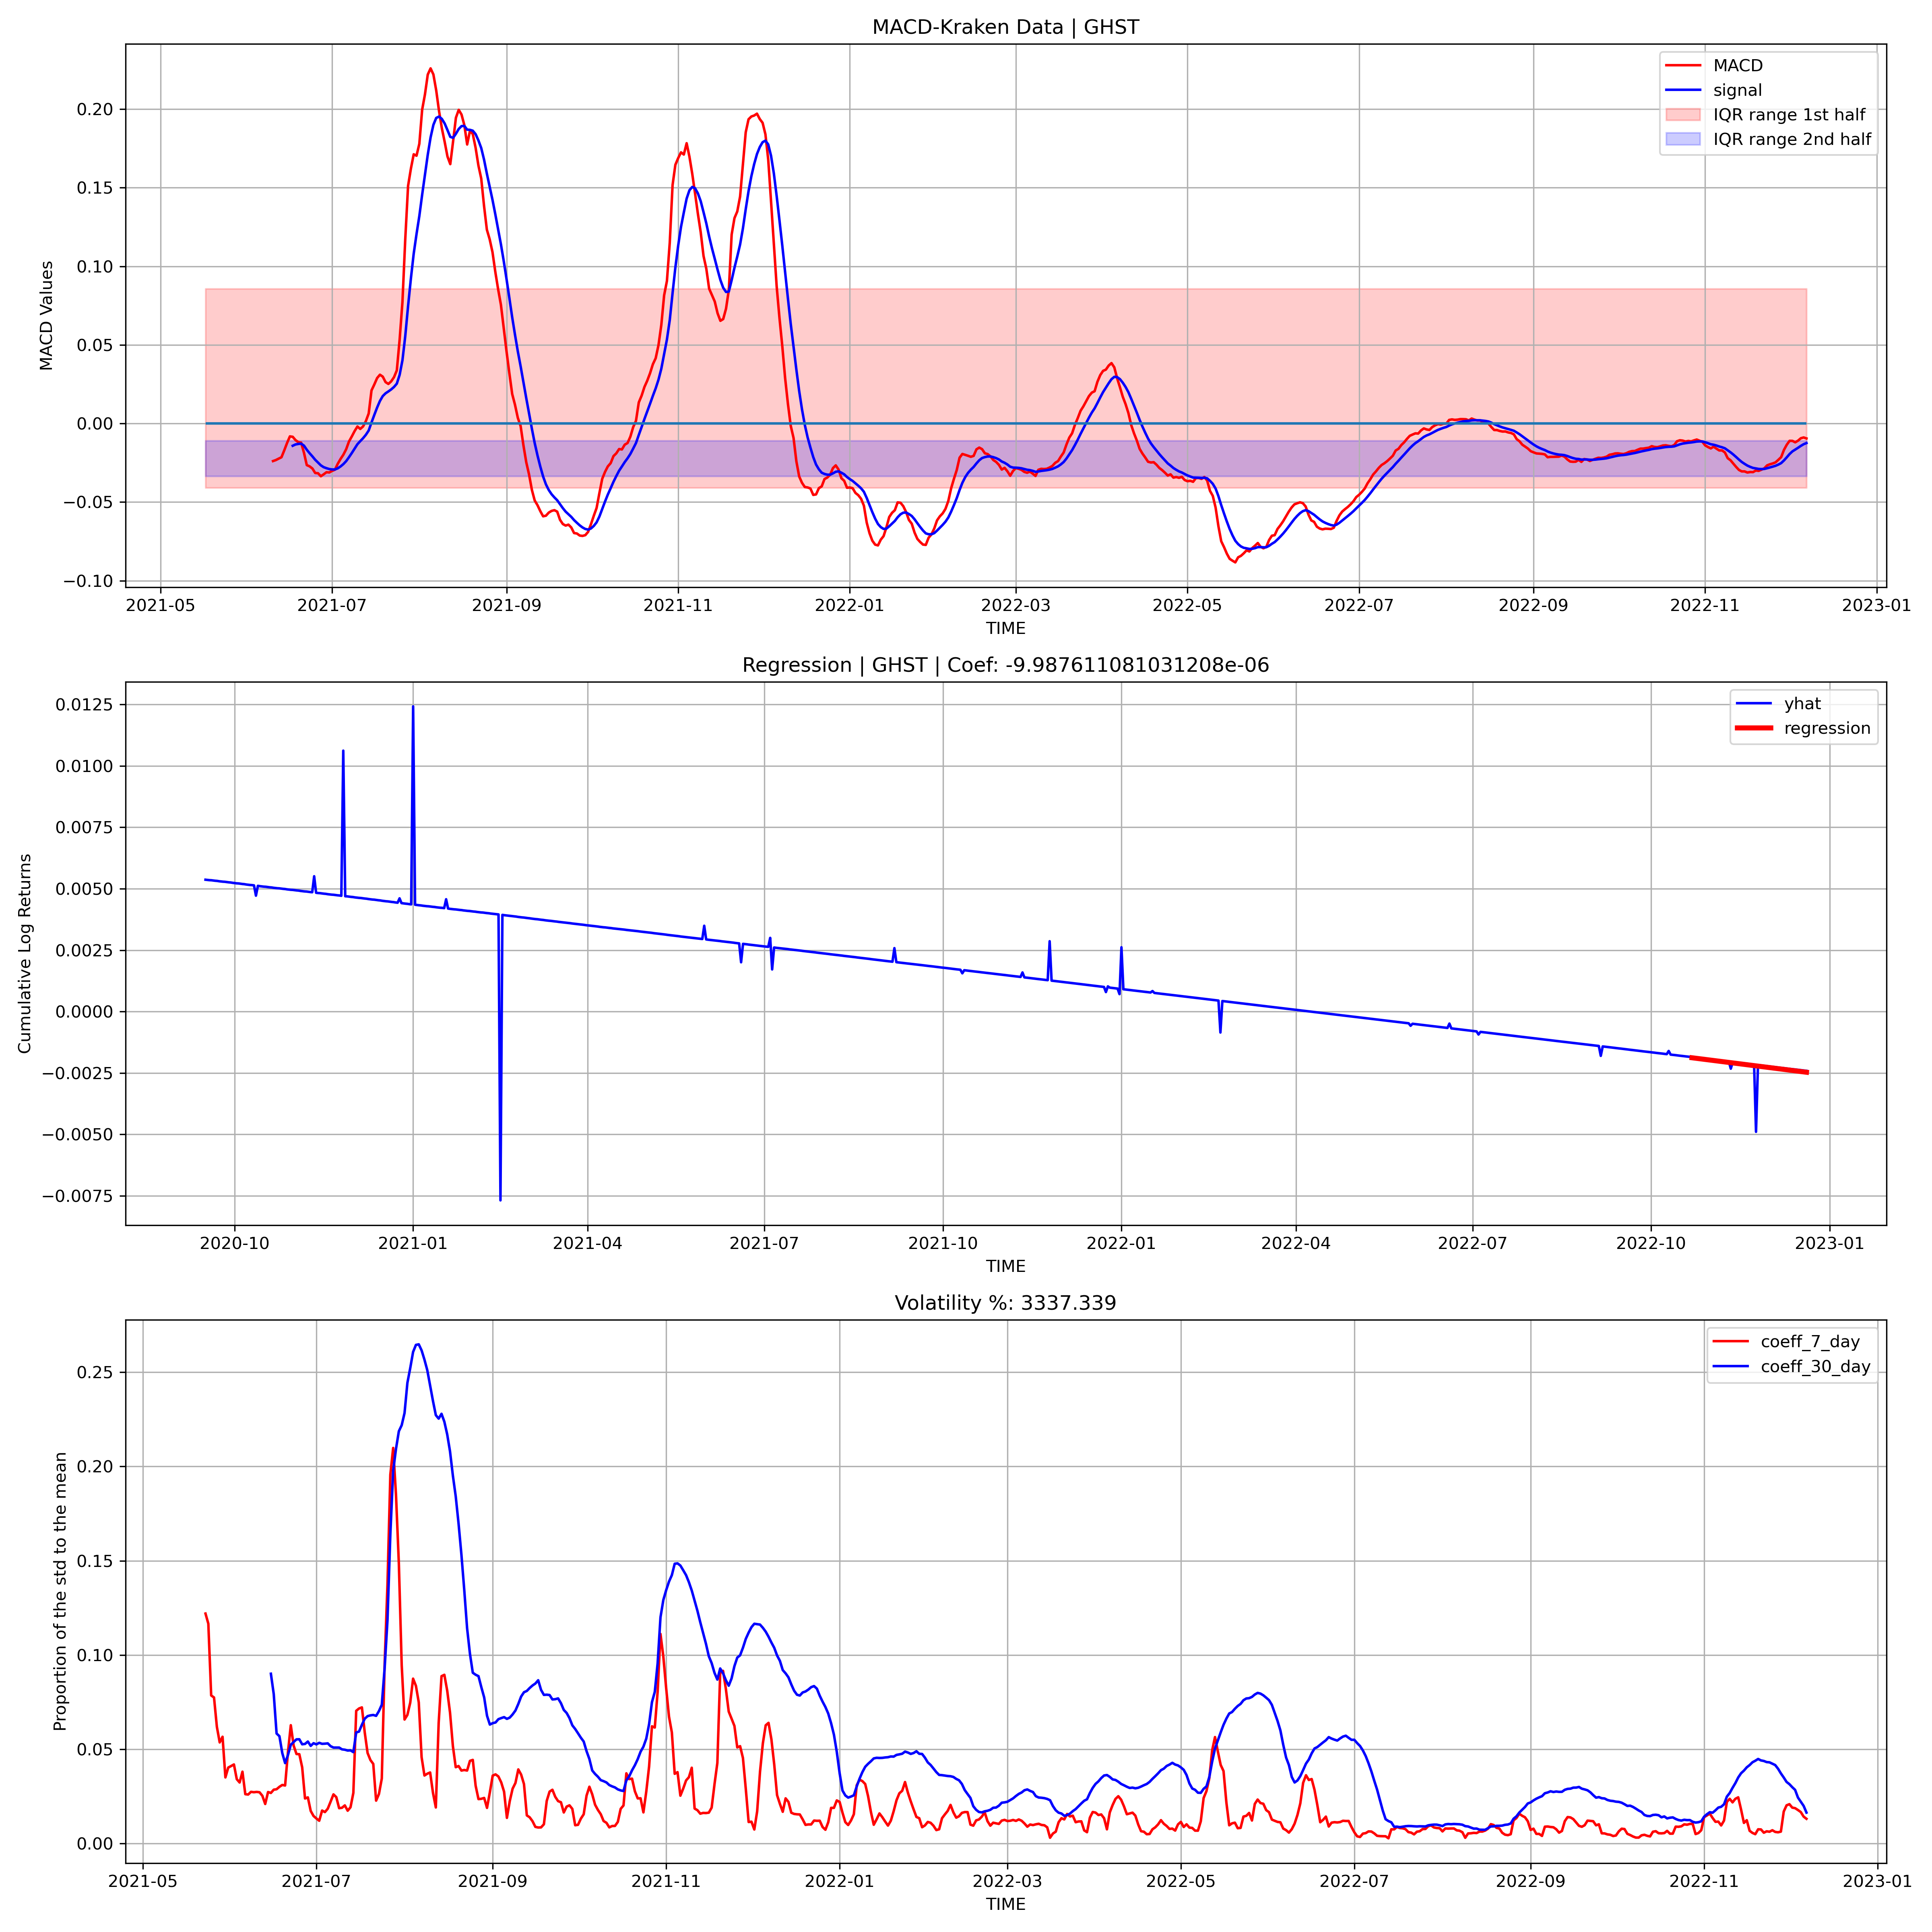 MACD-Kraken Data | GHST
MACD Values
0.20
0.15
0.10
0.05
0.00
−0.05
−0.10
MACD
signal
IQR range 1st half
IQR range 2nd half
2021-05 2021-07 2021-09 2021-11 2022-01 2022-03 2022-05 2022-07 2022-09 2022-11 2023-01
TIME
Regression | GHST | Coef: -9.987611081031208e-06
Cumulative Log Returns
0.0125
0.0100
0.0075
0.0050
0.0025
0.0000
−0.0025
−0.0050
−0.0075
yhat
regression
2020-10 2021-01 2021-04 2021-07 2021-10 2022-01 2022-04 2022-07 2022-10 2023-01
TIME
Volatility %: 3337.339
Proportion of the std to the mean
0.25
0.20
0.15
0.10
0.05
0.00
coeff_7_day
coeff_30_day
2021-05 2021-07 2021-09 2021-11 2022-01 2022-03 2022-05 2022-07 2022-09 2022-11 2023-01
TIME